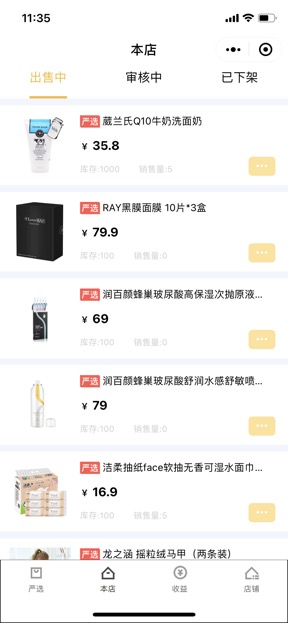 11:35
本店
出售中
审核中
已下架
严选 葳兰氏Q10牛奶洗面奶
¥ 35.8
库存:1000 销售量:5
严选 RAY黑膜面膜 10片*3盒
¥ 79.9
库存:100 销售量:0
严选 润百颜蜂巢玻尿酸高保湿次抛原液...
¥ 69
库存:100 销售量:0
严选 润百颜蜂巢玻尿酸舒润水感舒敏喷...
¥ 79
库存:100 销售量:0
严选 洁柔抽纸face软抽无香可湿水面巾...
¥ 16.9
库存:100 销售量:5
严选 龙之涵 摇粒绒马甲（两条装）
严选
本店
收益
店铺